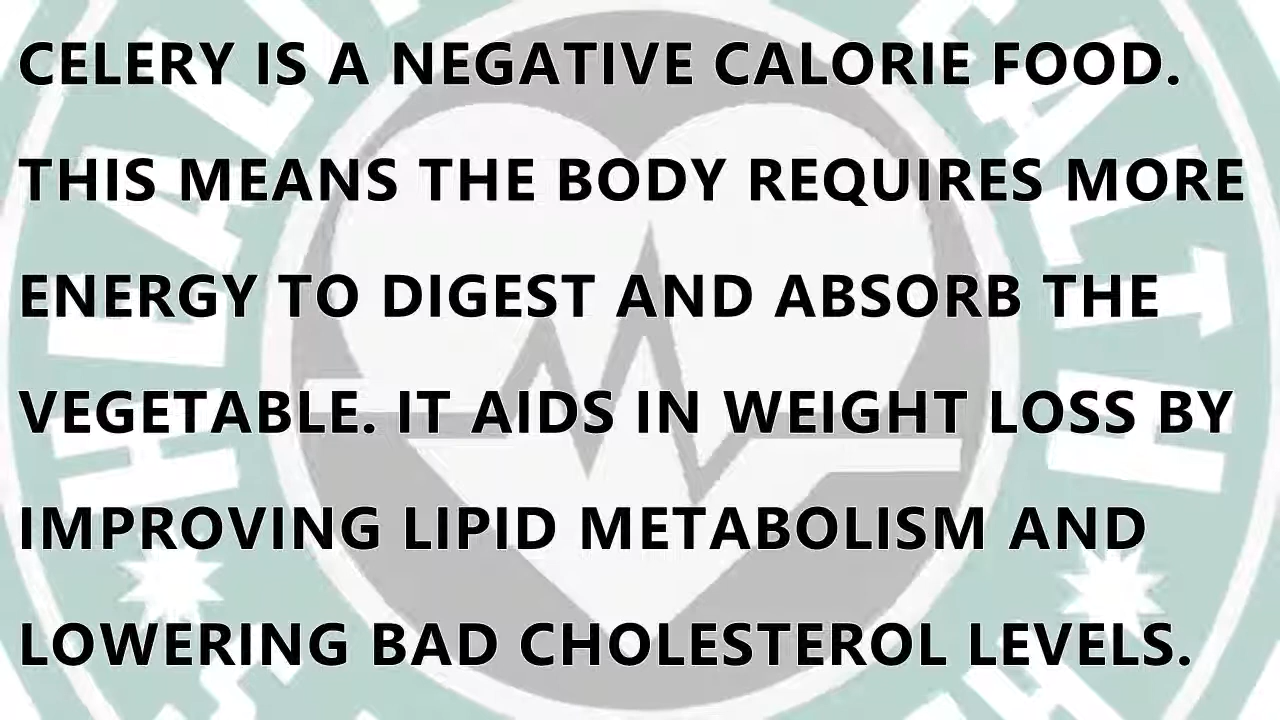 CELERY IS A NEGATIVE CALORIE FOOD.
THIS MEANS THE BODY REQUIRES MORE
ENERGY TO DIGEST AND ABSORB THE
VEGETABLE. IT AIDS IN WEIGHT LOSS BY
IMPROVING LIPID METABOLISM AND
LOWERING BAD CHOLESTEROL LEVELS.